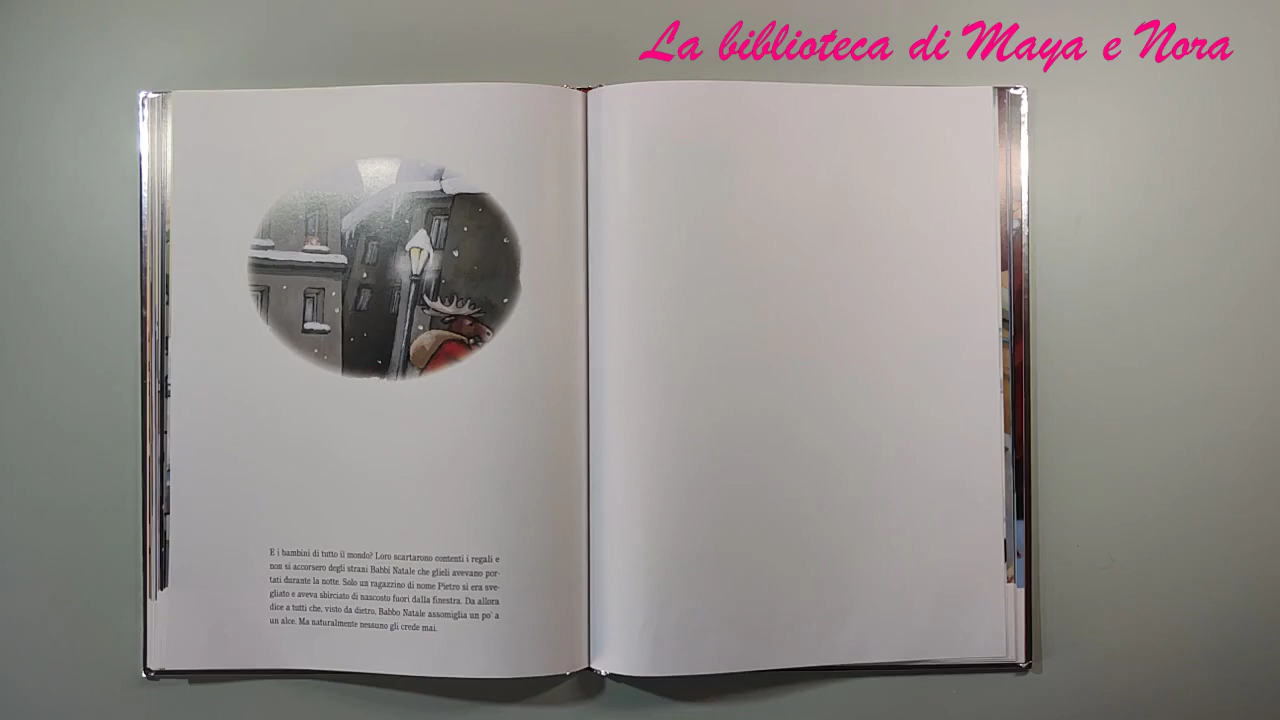 La biblioteca di Maya e Nora
E i bambini di tutto il mondo? Loro scartarono contenti i regali e
non si accorsero degli strani Babbi Natale che glieli avevano por-
tati durante la notte. Solo un ragazzino di nome Pietro si era sve-
gliato e aveva sbirciato di nascosto fuori dalla finestra. Da allora
dice a tutti che, visto da dietro, Babbo Natale assomiglia un po' a
un alce. Ma naturalmente nessuno gli crede mai.